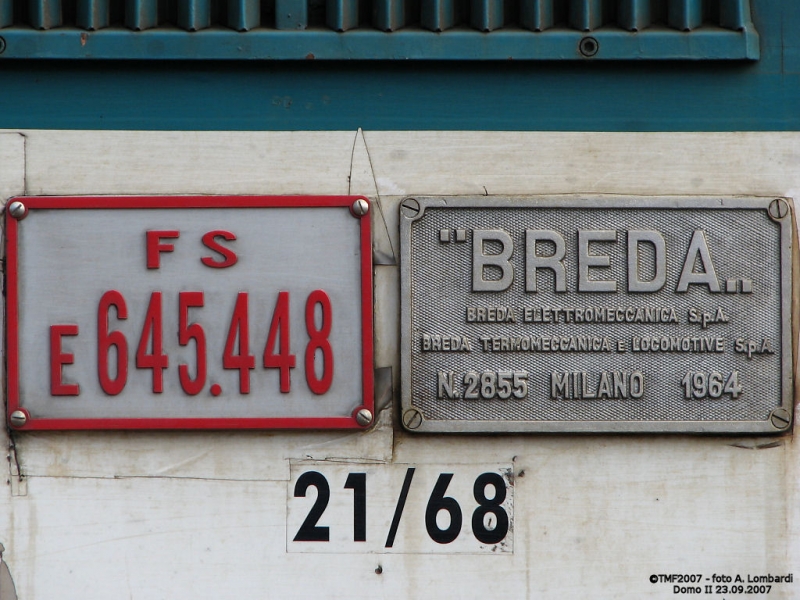 FS
E 645.448
"BREDA„
BREDA ELETTROMECCANICA S.p.A.
BREDA TERMOMECCANICA E LOCOMOTIVE S.p.A.
N. 2855 MILANO 1964
21/68
©TMF2007 - foto A. Lombardi
Domo II 23.09.2007